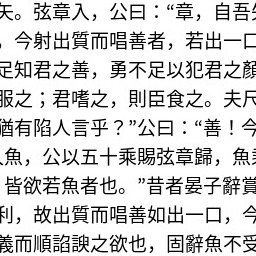 矢。弦章入，公曰：“章，自吾失
，今射出質而唱善者，若出一口
足知君之善，勇不足以犯君之顏
服之；君嗜之，則臣食之。夫尺
猶有陷人言乎？”公曰：“善！今
入魚，公以五十乘賜弦章歸，魚乘
皆欲若魚者也。”昔者晏子辭賞
利，故出質而唱善如出一口，今
義而順諂諛之欲也，固辭魚不受